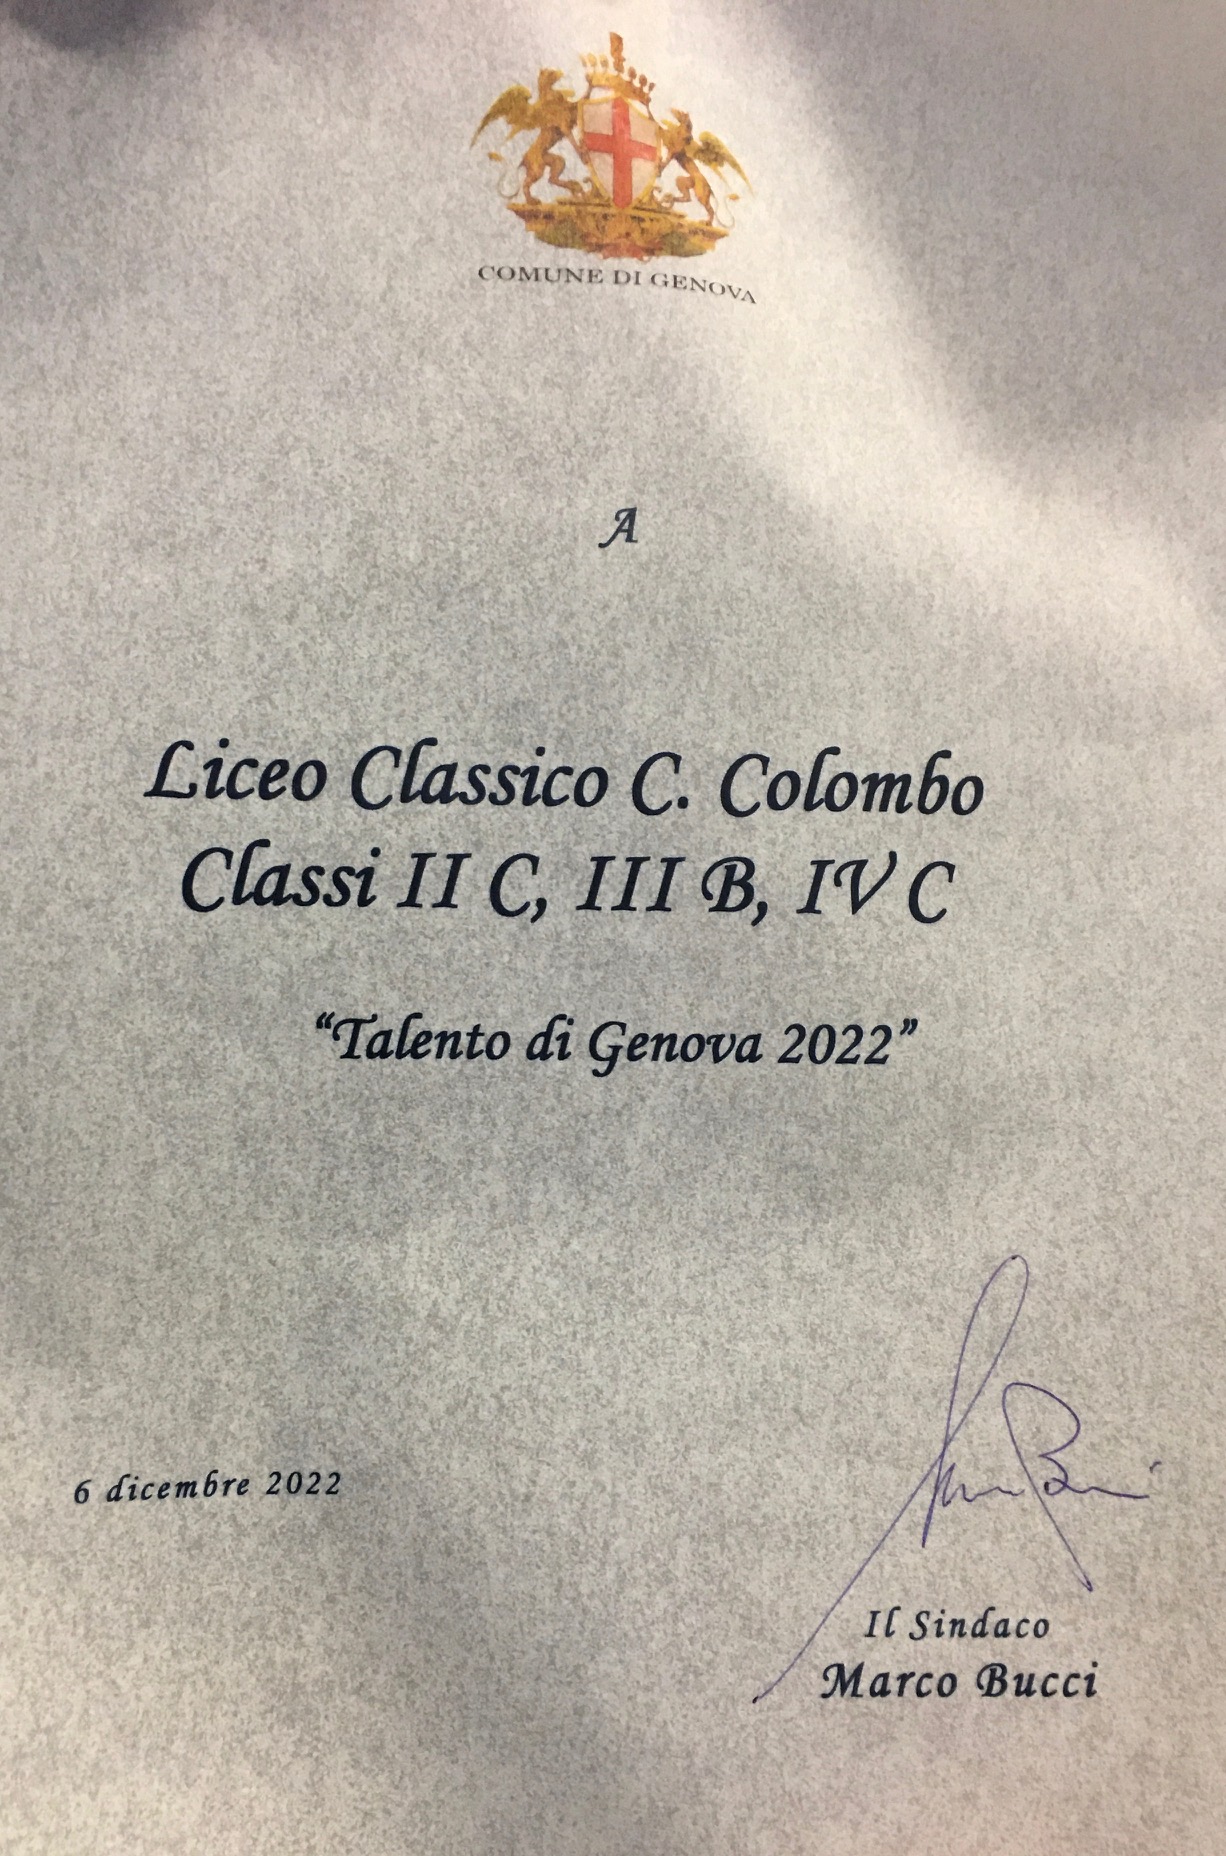 COMUNE DI GENOVA
A
Liceo Classico C. Colombo
Classi II C, III B, IV C
“Talento di Genova 2022”
6 dicembre 2022
Il Sindaco
Marco Bucci